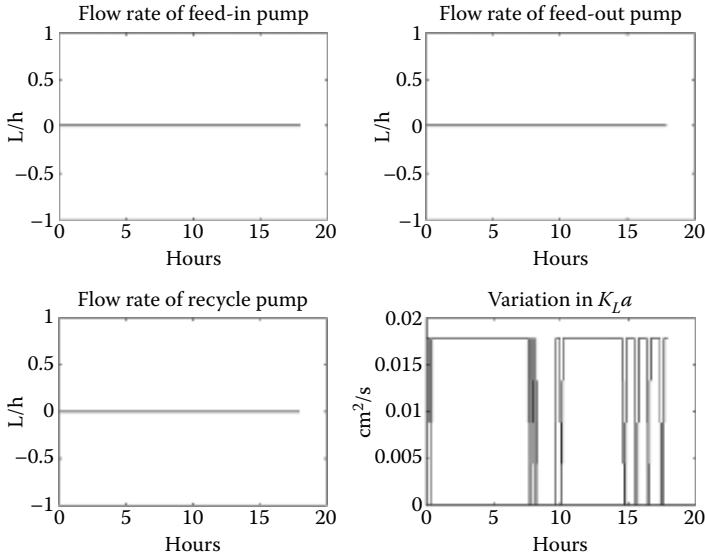 Flow rate of feed-in pump
1
0.5
0
−0.5
−1
L/h
0 5 10 15 20
Hours
Flow rate of feed-out pump
1
0.5
0
−0.5
−1
L/h
0 5 10 15 20
Hours
Flow rate of recycle pump
1
0.5
0
−0.5
−1
L/h
0 5 10 15 20
Hours
Variation in K_L a
0.02
0.015
0.01
0.005
0
cm²/s
0 5 10 15 20
Hours